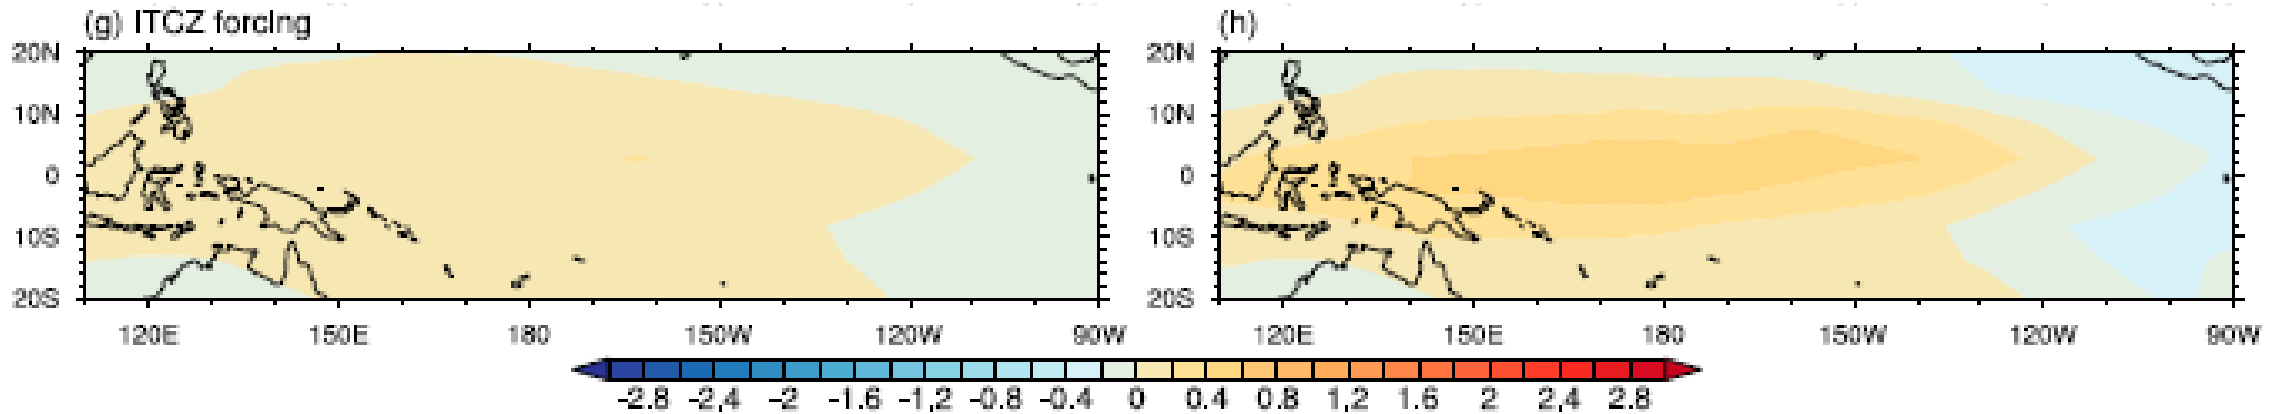 (g) ITCZ forcing (h)
20N 20N
10N 10N
0 0
10S 10S
20S 20S
120E 150E 180 150W 120W 90W 120E 150E 180 150W 120W 90W
-2.8 -2.4 -2 -1.6 -1.2 -0.8 -0.4 0 0.4 0.8 1.2 1.6 2 2.4 2.8